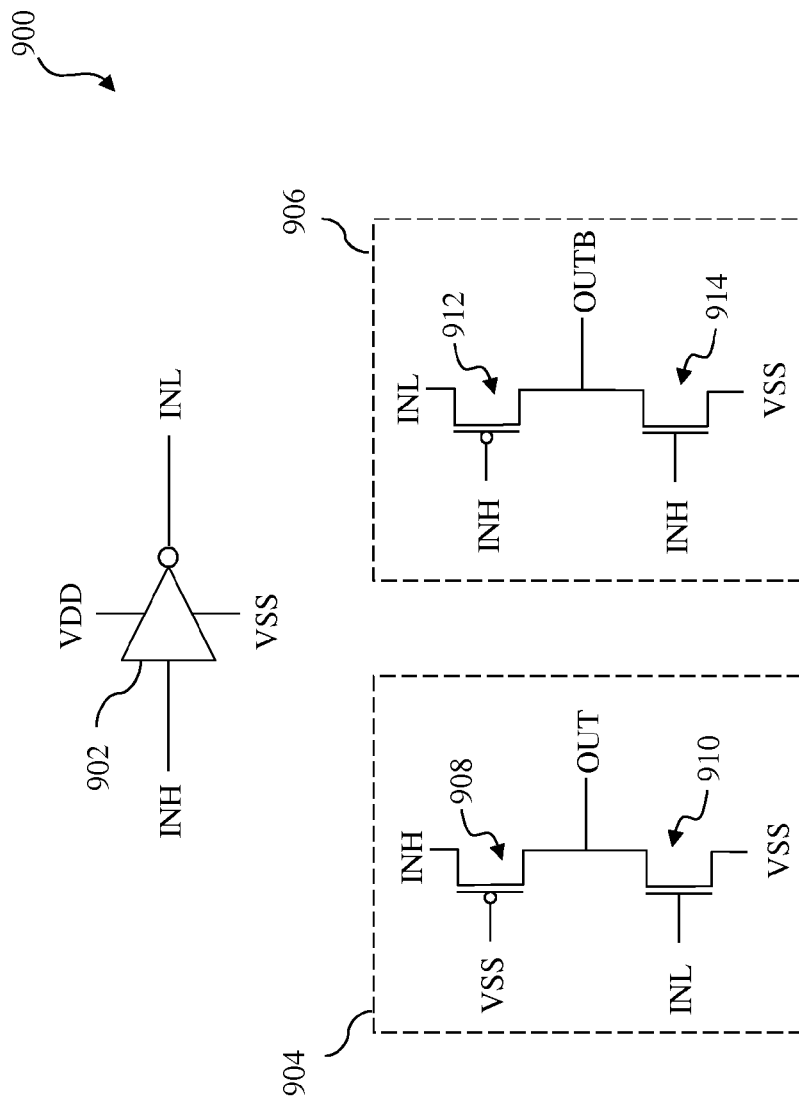 900
VDD
INH
INL
902
VSS
904
INH
908
VSS
OUT
INL
910
VSS
906
INL
912
INH
OUTB
INH
914
VSS